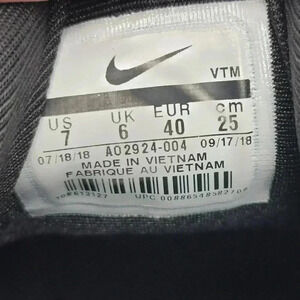 VTM
US UK EUR cm
7 6 40 25
07/18/18 AO2924-004 09/17/18
MADE IN VIETNAM
FABRIQUE AU VIETNAM